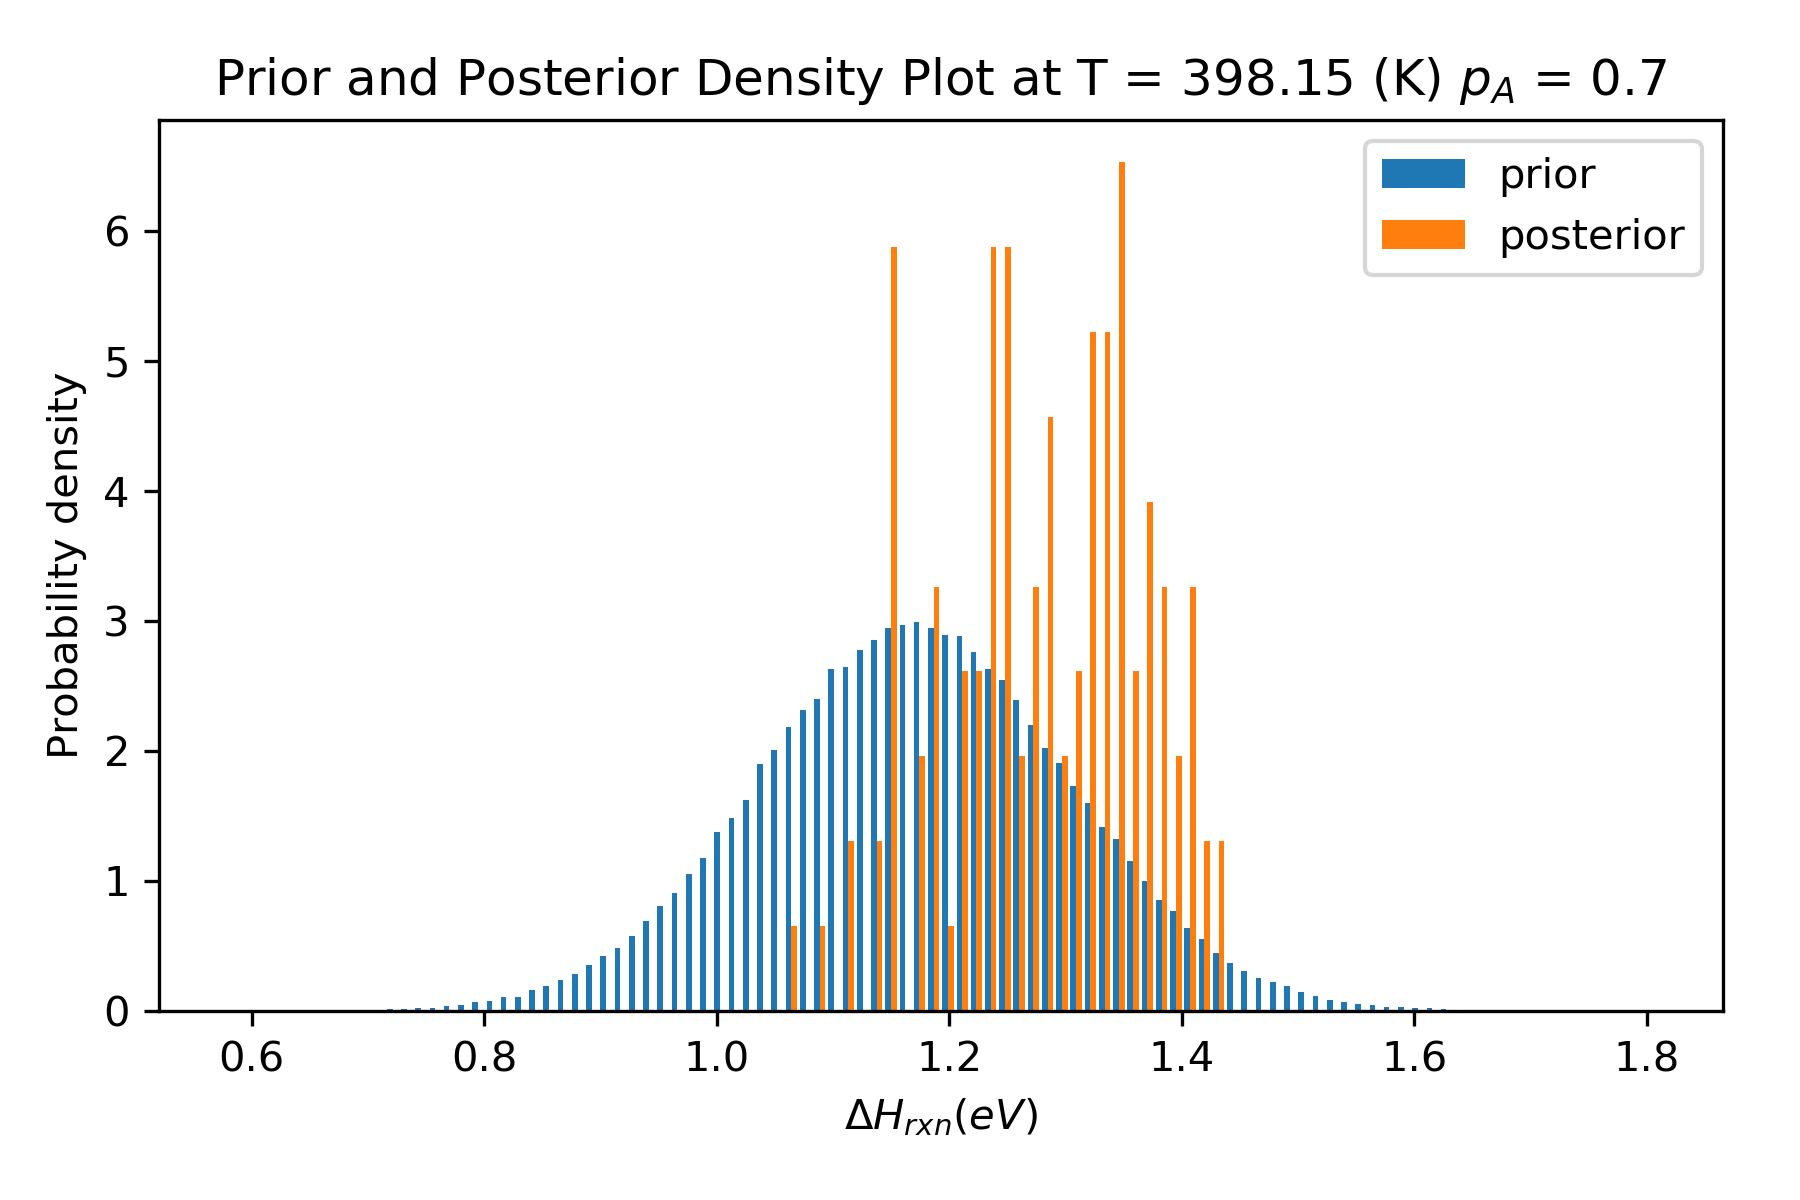 Prior and Posterior Density Plot at T = 398.15 (K) p_A = 0.7
prior
posterior
Probability density
6
5
4
3
2
1
0
0.6 0.8 1.0 1.2 1.4 1.6 1.8
ΔH_rxn(eV)